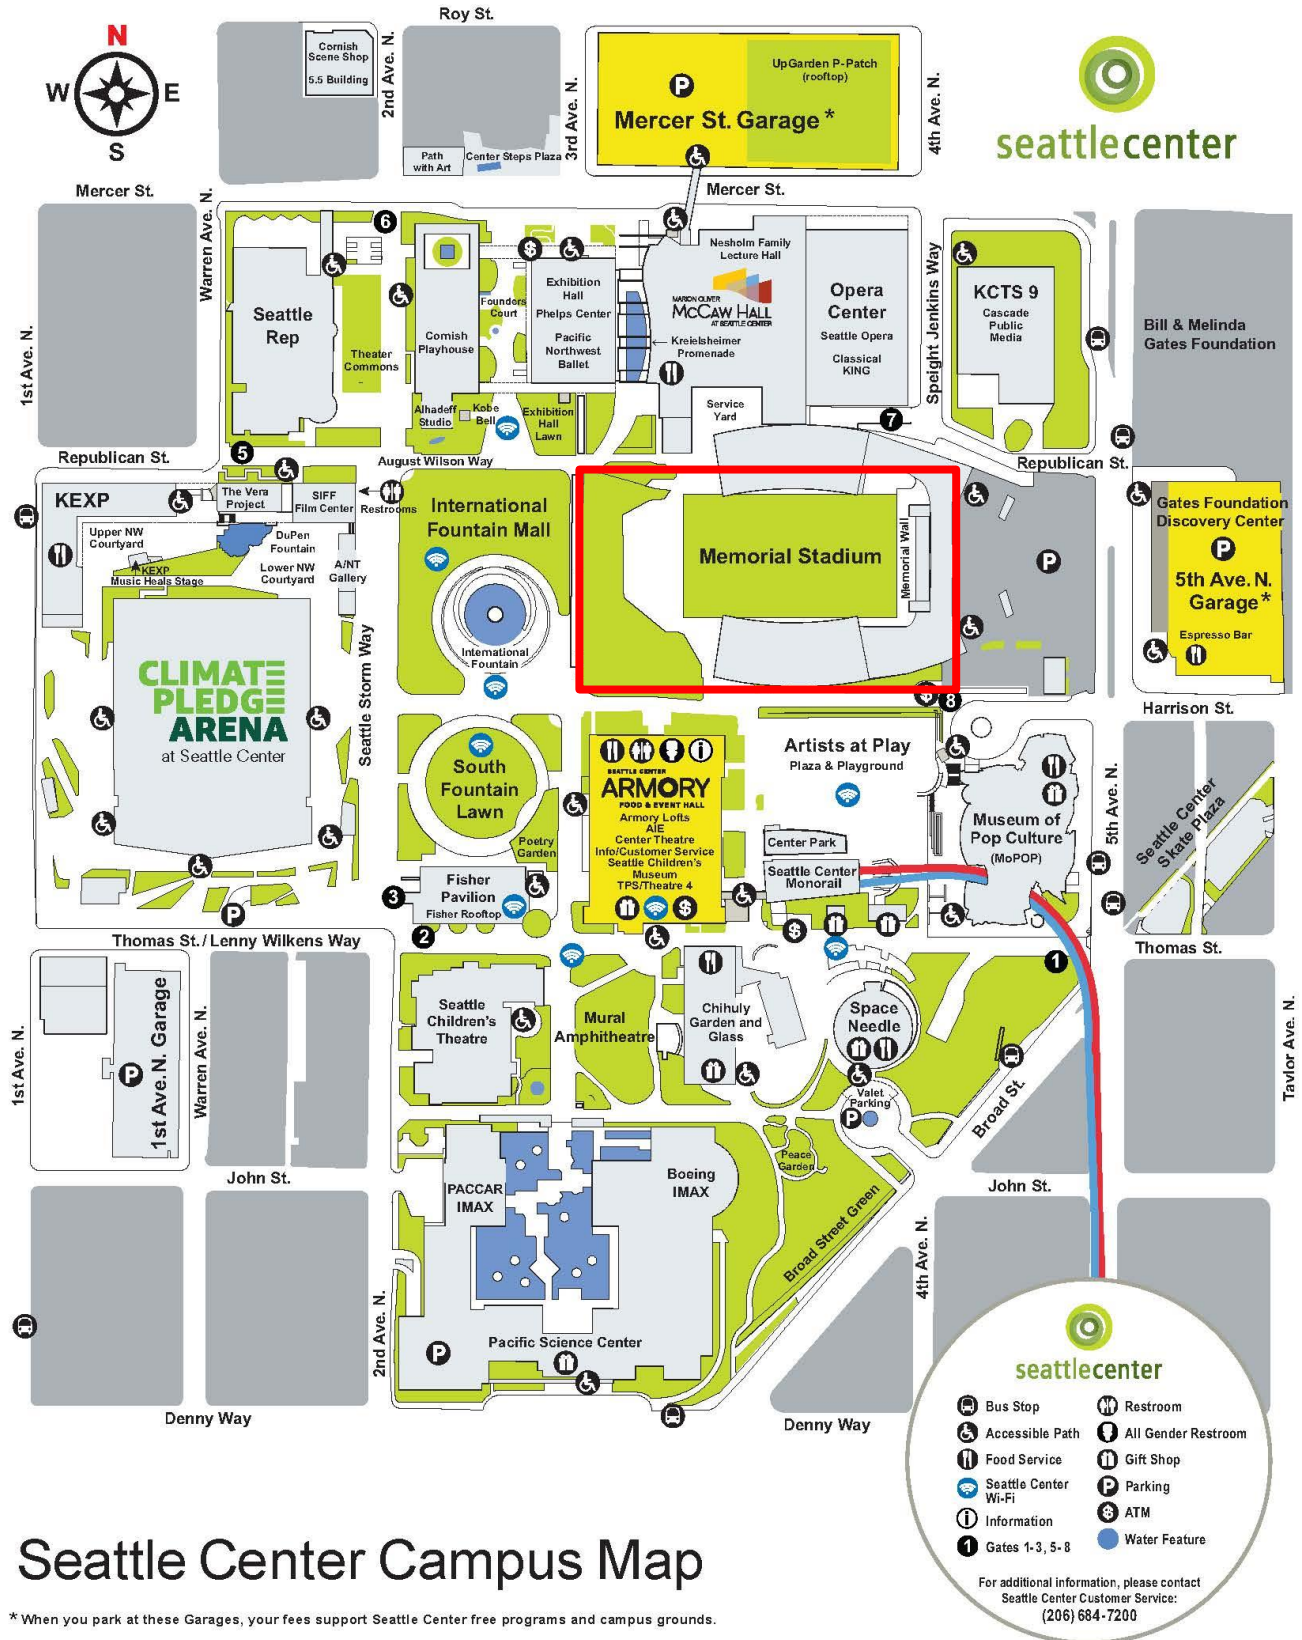 Roy St.
N
W
E
S
Cornish
Scene Shop
5.5 Building
2nd Ave. N.
Path
with Art
Center Steps Plaza
3rd Ave. N.
P
UpGarden P-Patch
(rooftop)
Mercer St. Garage *
4th Ave. N.
seattlecenter
Mercer St.
Mercer St.
Warren Ave. N.
6
$
Seattle
Rep
Theater
Commons
Cornish
Playhouse
Founders
Court
Exhibition
Hall
Phelps Center
Pacific
Northwest
Ballet
Nesholm Family
Lecture Hall
MARION OLIVER
McCAW HALL
AT SEATTLE CENTER
Kreielsheimer
Promenade
Opera
Center
Seattle Opera
Classical
KING
Speight Jenkins Way
KCTS 9
Cascade
Public
Media
Bill & Melinda
Gates Foundation
1st Ave. N.
Alhadeff
Studio
Kobe
Bell
Exhibition
Hall
Lawn
Service
Yard
7
5
Republican St.
August Wilson Way
Republican St.
KEXP
The Vera
Project
SIFF
Film Center
Restrooms
Upper NW
Courtyard
DuPen
Fountain
KEXP
Music Heals Stage
Lower NW
Courtyard
A/NT
Gallery
International
Fountain Mall
International
Fountain
Memorial Stadium
Memorial Wall
P
Gates Foundation
Discovery Center
P
5th Ave. N.
Garage *
Espresso Bar
CLIMATE
PLEDGE
ARENA
at Seattle Center
Seattle Storm Way
$
8
Harrison St.
South
Fountain
Lawn
Poetry
Garden
i
SEATTLE CENTER
ARMORY
FOOD & EVENT HALL
Armory Lofts
AIE
Center Theatre
Info/Customer Service
Seattle Children's
Museum
TPS/Theatre 4
$
Artists at Play
Plaza & Playground
Center Park
Seattle Center
Monorail
Museum of
Pop Culture
(MoPOP)
5th Ave. N.
Seattle Center
Skate Plaza
3
Fisher
Pavilion
Fisher Rooftop
P
2
$
Thomas St. / Lenny Wilkens Way
Thomas St.
1
1st Ave. N.
1st Ave. N. Garage
P
Warren Ave. N.
Seattle
Children's
Theatre
Mural
Amphitheatre
Chihuly
Garden and
Glass
Space
Needle
Valet
Parking
P
Broad St.
Taylor Ave. N.
John St.
PACCAR
IMAX
Boeing
IMAX
Peace
Garden
Broad Street Green
John St.
4th Ave. N.
2nd Ave. N.
P
Pacific Science Center
Denny Way
Denny Way
seattlecenter
Bus Stop
Accessible Path
Food Service
Seattle Center
Wi-Fi
i Information
1 Gates 1-3, 5-8
Restroom
All Gender Restroom
Gift Shop
P Parking
$ ATM
Water Feature
For additional information, please contact
Seattle Center Customer Service:
(206) 684-7200
Seattle Center Campus Map
* When you park at these Garages, your fees support Seattle Center free programs and campus grounds.